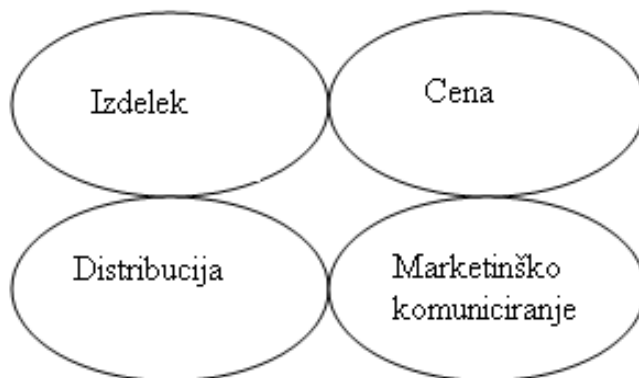 Izdelek
Cena
Distribucija
Marketinško
komuniciranje